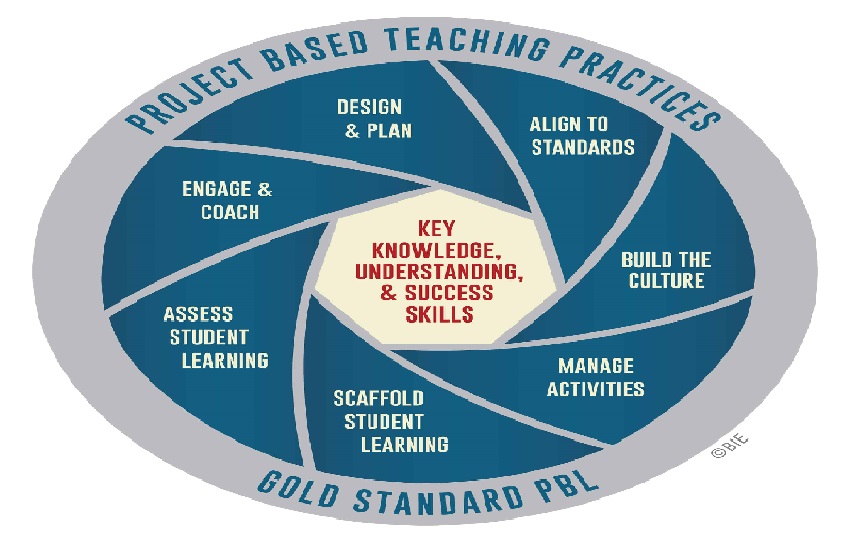 PROJECT BASED TEACHING PRACTICES
DESIGN
& PLAN
ALIGN TO
STANDARDS
ENGAGE &
COACH
KEY
KNOWLEDGE,
UNDERSTANDING,
& SUCCESS
SKILLS
BUILD THE
CULTURE
ASSESS
STUDENT
LEARNING
MANAGE
ACTIVITIES
SCAFFOLD
STUDENT
LEARNING
©BIE
GOLD STANDARD PBL